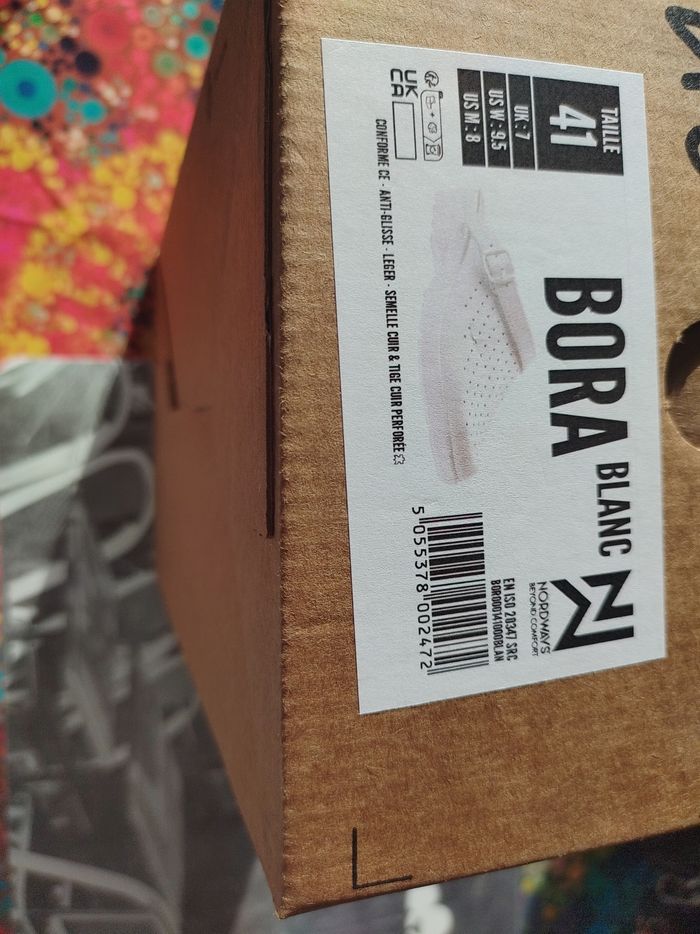 TAILLE
41
UK : 7
US W : 9.5
US M : 8
UK
CA
BORA BLANC
NORDWAYS
BEYOND COMFORT
EN ISO 20347 SRC
BOR00041000BLAN
5 055378 002472
CONFORME CE - ANTI-GLISSE - LEGER - SEMELLE CUIR & TIGE CUIR PERFORÉE